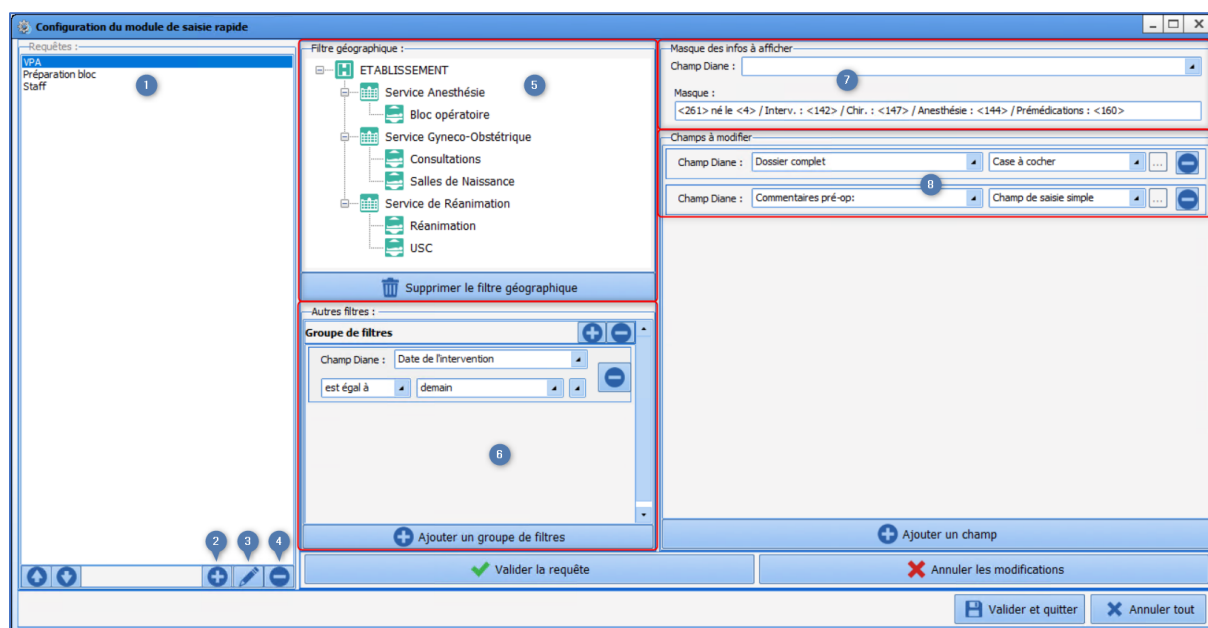 Configuration du module de saisie rapide
Requêtes :
VPA
Préparation bloc
Staff
1
2
3
4
Filtre géographique :
ETABLISSEMENT
5
Service Anesthésie
Bloc opératoire
Service Gyneco-Obstétrique
Consultations
Salles de Naissance
Service de Réanimation
Réanimation
USC
Supprimer le filtre géographique
Autres filtres :
Groupe de filtres
Champ Diane : Date de l'intervention
est égal à demain
6
Ajouter un groupe de filtres
Masque des infos à afficher
Champ Diane :
7
Masque :
<261> né le <4> / Interv. : <142> / Chir. : <147> / Anesthésie : <144> / Prémédications : <160>
Champs à modifier
Champ Diane : Dossier complet Case à cocher ...
8
Champ Diane : Commentaires pré-op: Champ de saisie simple ...
Ajouter un champ
Valider la requête
Annuler les modifications
Valider et quitter
Annuler tout